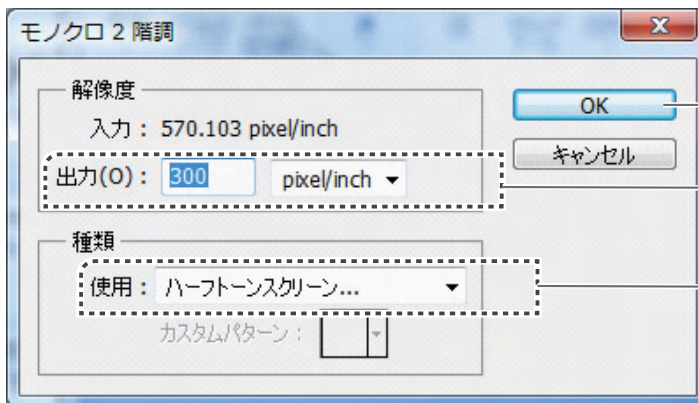 モノクロ 2 階調
解像度
入力： 570.103 pixel/inch
出力(O)： 300 pixel/inch
種類
使用： ハーフトーンスクリーン...
カスタムパターン：
OK
キャンセル